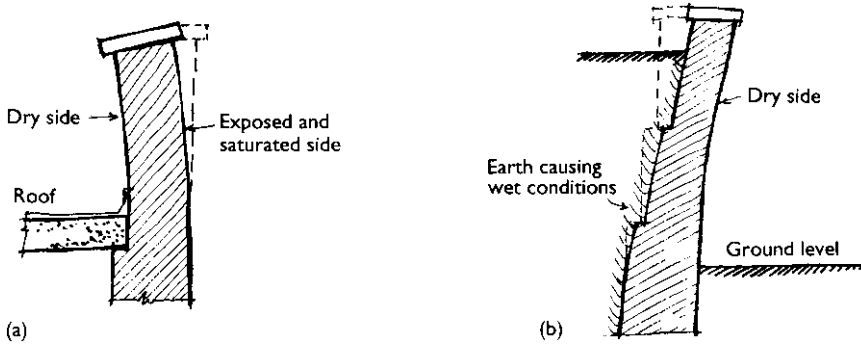 Dry side
Exposed and
saturated side
Roof
(a)
Dry side
Earth causing
wet conditions
Ground level
(b)